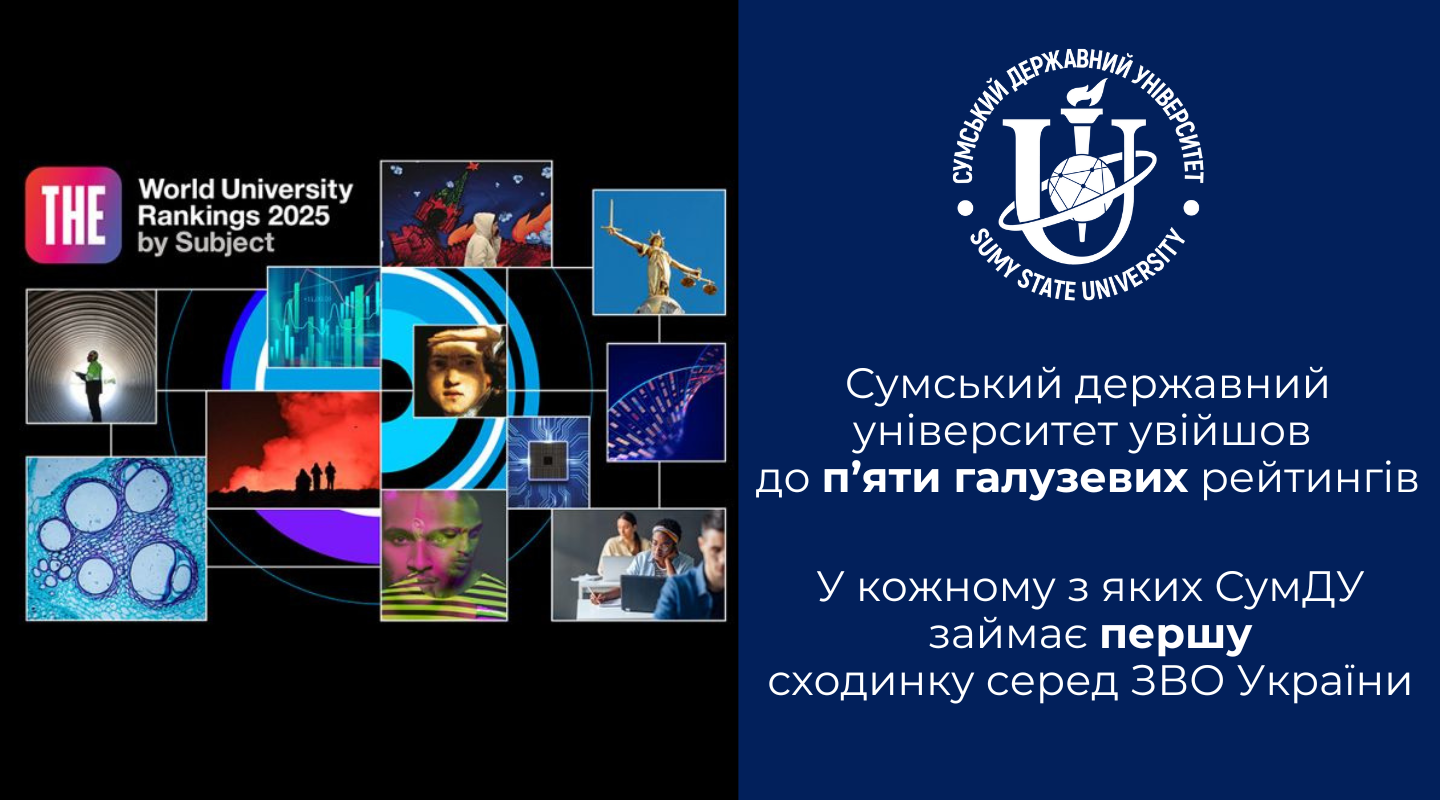 THE
World University
Rankings 2025
by Subject
СУМСЬКИЙ ДЕРЖАВНИЙ УНІВЕРСИТЕТ
SUMY STATE UNIVERSITY
Сумський державний
університет увійшов
до п’яти галузевих рейтингів
У кожному з яких СумДУ
займає першу
сходинку серед ЗВО України